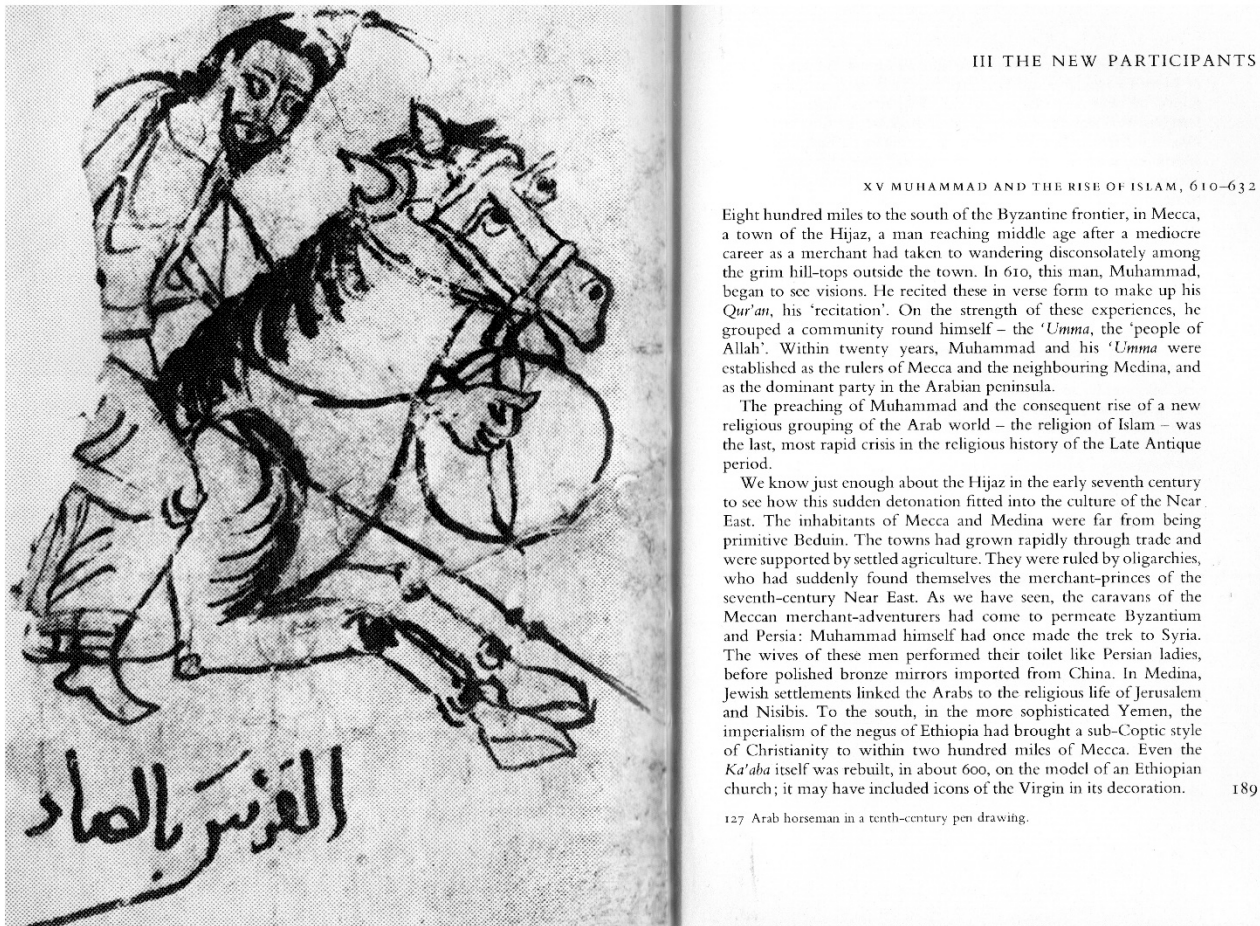 الفرس بالصاد
III THE NEW PARTICIPANTS
XV MUHAMMAD AND THE RISE OF ISLAM, 610–632
Eight hundred miles to the south of the Byzantine frontier, in Mecca,
a town of the Hijaz, a man reaching middle age after a mediocre
career as a merchant had taken to wandering disconsolately among
the grim hill-tops outside the town. In 610, this man, Muhammad,
began to see visions. He recited these in verse form to make up his
Qur'an, his ‘recitation’. On the strength of these experiences, he
grouped a community round himself – the ‘Umma, the ‘people of
Allah’. Within twenty years, Muhammad and his ‘Umma were
established as the rulers of Mecca and the neighbouring Medina, and
as the dominant party in the Arabian peninsula.
The preaching of Muhammad and the consequent rise of a new
religious grouping of the Arab world – the religion of Islam – was
the last, most rapid crisis in the religious history of the Late Antique
period.
We know just enough about the Hijaz in the early seventh century
to see how this sudden detonation fitted into the culture of the Near
East. The inhabitants of Mecca and Medina were far from being
primitive Beduin. The towns had grown rapidly through trade and
were supported by settled agriculture. They were ruled by oligarchies,
who had suddenly found themselves the merchant-princes of the
seventh-century Near East. As we have seen, the caravans of the
Meccan merchant-adventurers had come to permeate Byzantium
and Persia: Muhammad himself had once made the trek to Syria.
The wives of these men performed their toilet like Persian ladies,
before polished bronze mirrors imported from China. In Medina,
Jewish settlements linked the Arabs to the religious life of Jerusalem
and Nisibis. To the south, in the more sophisticated Yemen, the
imperialism of the negus of Ethiopia had brought a sub-Coptic style
of Christianity to within two hundred miles of Mecca. Even the
Ka'aba itself was rebuilt, in about 600, on the model of an Ethiopian
church; it may have included icons of the Virgin in its decoration.
189
127 Arab horseman in a tenth-century pen drawing.